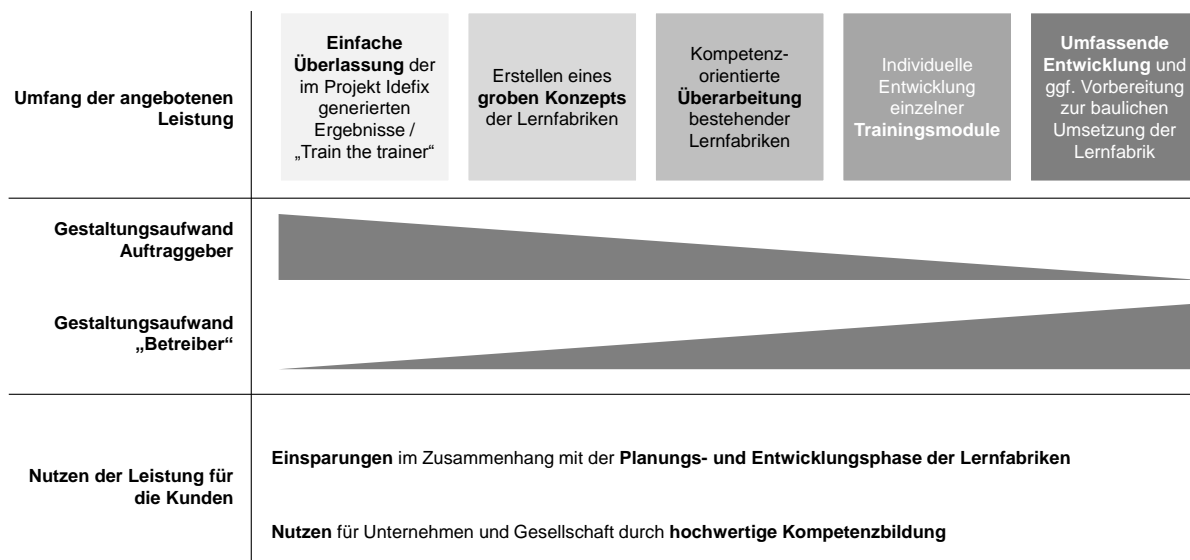 Umfang der angebotenen
Leistung
Einfache
Überlassung der
im Projekt Idefix
generierten
Ergebnisse /
„Train the trainer“
Erstellen eines
groben Konzepts
der Lernfabriken
Kompetenz-
orientierte
Überarbeitung
bestehender
Lernfabriken
Individuelle
Entwicklung
einzelner
Trainingsmodule
Umfassende
Entwicklung und
ggf. Vorbereitung
zur baulichen
Umsetzung der
Lernfabrik
Gestaltungsaufwand
Auftraggeber
Gestaltungsaufwand
„Betreiber“
Nutzen der Leistung für
die Kunden
Einsparungen im Zusammenhang mit der Planungs- und Entwicklungsphase der Lernfabriken
Nutzen für Unternehmen und Gesellschaft durch hochwertige Kompetenzbildung